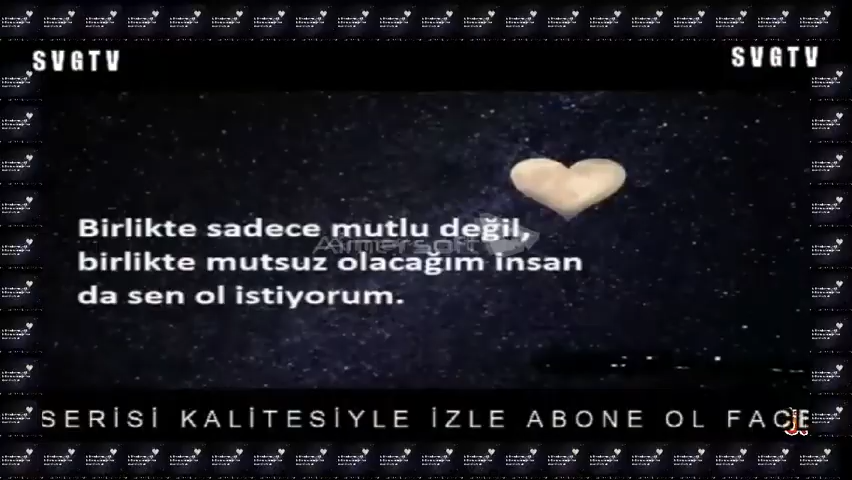 SVGTV
SVGTV
Birlikte sadece mutlu değil,
birlikte mutsuz olacağım insan
da sen ol istiyorum.
SERİSİ KALİTESİYLE İZLE ABONE OL FACE